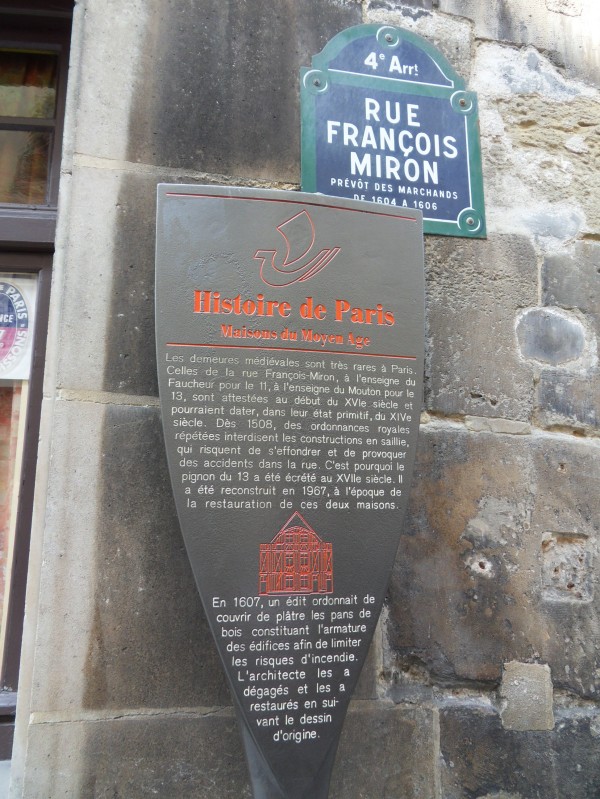 4e Arrt
RUE
FRANÇOIS
MIRON
PRÉVÔT DES MARCHANDS
DE 1604 A 1606
Histoire de Paris
Maisons du Moyen Age
Les demeures médiévales sont très rares à Paris.
Celles de la rue François-Miron, à l'enseigne du
Faucheur pour le 11, à l'enseigne du Mouton pour le
13, sont attestées au début du XVIe siècle et
pourraient dater, dans leur état primitif, du XIVe
siècle. Dès 1508, des ordonnances royales
répétées interdisent les constructions en saillie,
qui risquent de s'effondrer et de provoquer
des accidents dans la rue. C'est pourquoi le
pignon du 13 a été écrété au XVIIe siècle. Il
a été reconstruit en 1967, à l'époque de
la restauration de ces deux maisons.
En 1607, un édit ordonnait de
couvrir de plâtre les pans de
bois constituant l'armature
des édifices afin de limiter
les risques d'incendie.
L'architecte les a
dégagés et les a
restaurés en sui-
vant le dessin
d'origine.
PARIS